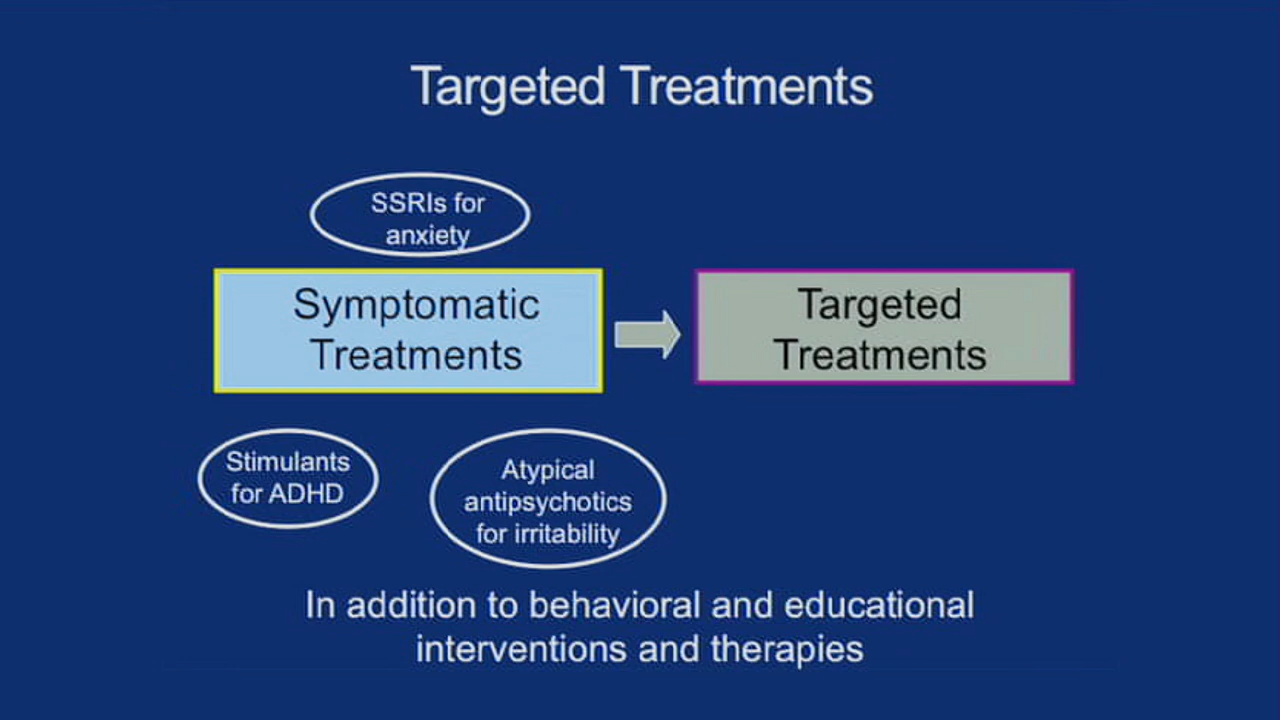 Targeted Treatments
SSRIs for
anxiety
Symptomatic
Treatments
Targeted
Treatments
Stimulants
for ADHD
Atypical
antipsychotics
for irritability
In addition to behavioral and educational
interventions and therapies